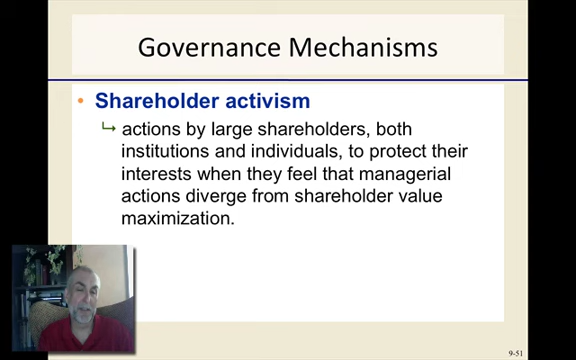 Governance Mechanisms
• Shareholder activism
↳ actions by large shareholders, both
institutions and individuals, to protect their
interests when they feel that managerial
actions diverge from shareholder value
maximization.
9-51